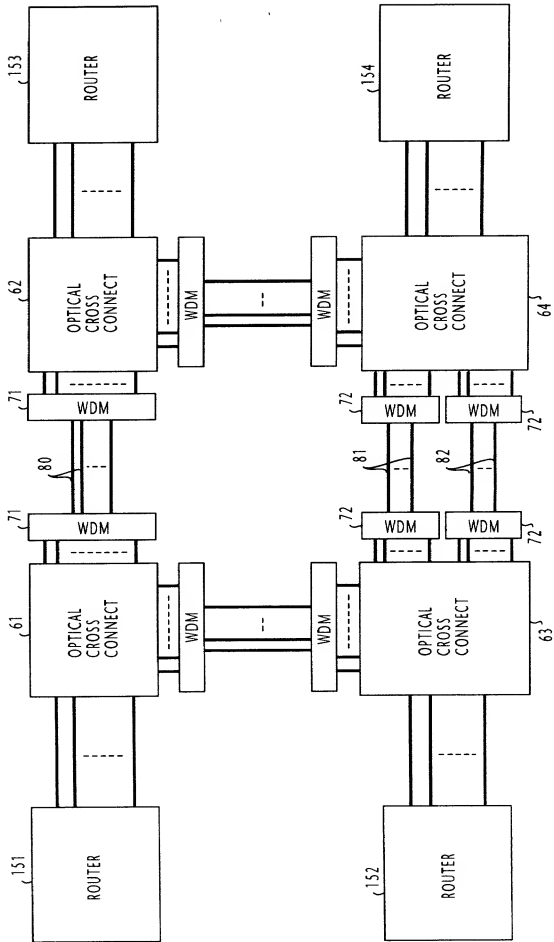 151
61
71
71
62
153
80
ROUTER
OPTICAL
CROSS
CONNECT
WDM
WDM
OPTICAL
CROSS
CONNECT
ROUTER
WDM
WDM
WDM
WDM
152
72
72
154
81
ROUTER
OPTICAL
CROSS
CONNECT
WDM
WDM
OPTICAL
CROSS
CONNECT
ROUTER
82
WDM
WDM
63
72
72
64